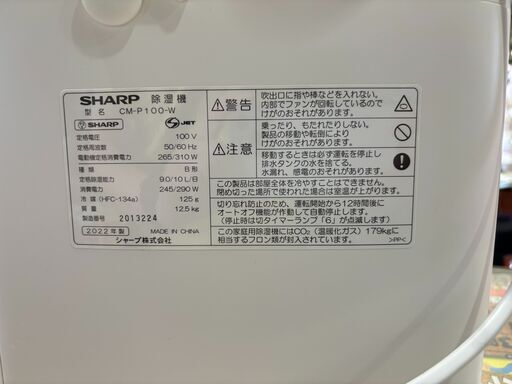 SHARP 除湿機
型 名 CM-P100-W
SHARP JET
定格電圧 100V
定格周波数 50/60 Hz
電動機定格消費電力 265/310 W
種類 B形
定格除湿能力 9.0/10 L/日
定格消費電力 245/290 W
冷 媒 (HFC-134a) 125g
質量 12.5kg
製造番号 2013224
2022年製 MADE IN CHINA
シャープ株式会社
警告
吹出口に指や棒などを入れない。
内部でファンが回転しているので
けがのおそれがあります。
注意
乗ったり、もたれたりしない。
製品の移動や転倒により
けがのおそれがあります。
移動するときは必ず運転を停止し
排水タンクの水を捨てる。
水漏れ、感電のおそれがあります。
この製品は部屋全体を冷やすことはできません。
閉め切った場所で使うと、室温が上昇します。
切り忘れ防止のため、運転開始から12時間後に
オートオフ機能が作動して自動停止します。
(停止時は切タイマーランプ「6」が点滅します)
この家庭用除湿機にはCO₂(温暖化ガス)179kgに
相当するフロン類が封入されています。
>PP<